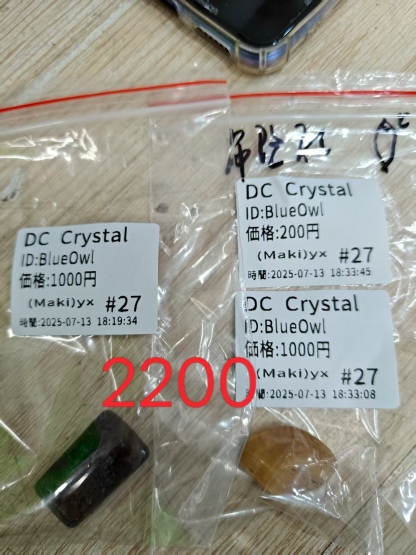 DC Crystal
ID:BlueOwl
価格:1000円
(Maki)yx #27
時間:2025-07-13 18:19:34
DC Crystal
ID:BlueOwl
価格:200円
(Maki)yx #27
時間:2025-07-13 18:33:45
DC Crystal
ID:BlueOwl
価格:1000円
(Maki)yx #27
時間:2025-07-13 18:33:08
2200